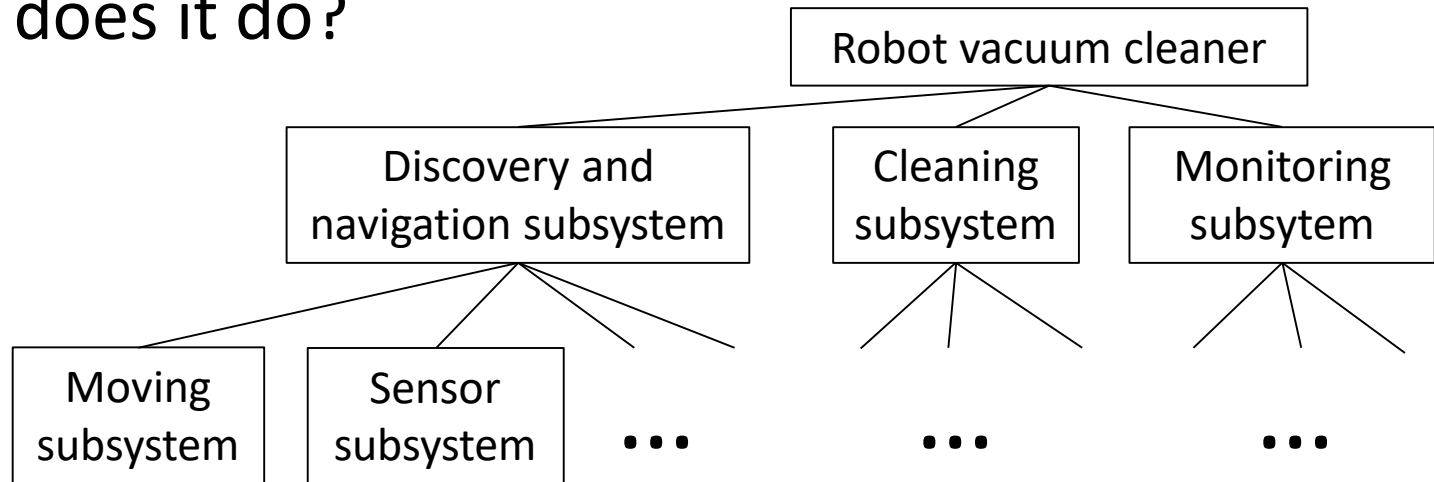 does it do?
Robot vacuum cleaner
Discovery and
navigation subsystem
Cleaning
subsystem
Monitoring
subsytem
Moving
subsystem
Sensor
subsystem
...
...
...